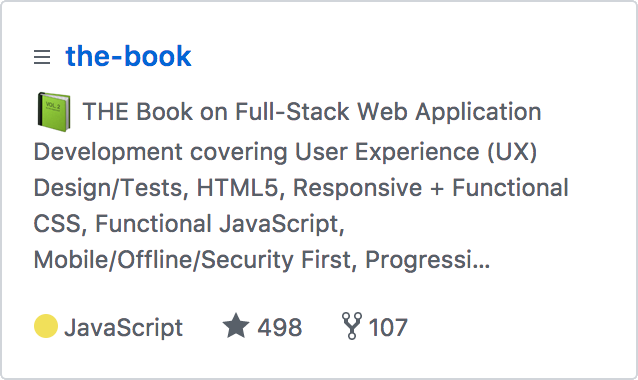 the-book
THE Book on Full-Stack Web Application
Development covering User Experience (UX)
Design/Tests, HTML5, Responsive + Functional
CSS, Functional JavaScript,
Mobile/Offline/Security First, Progressi...
JavaScript 498 107